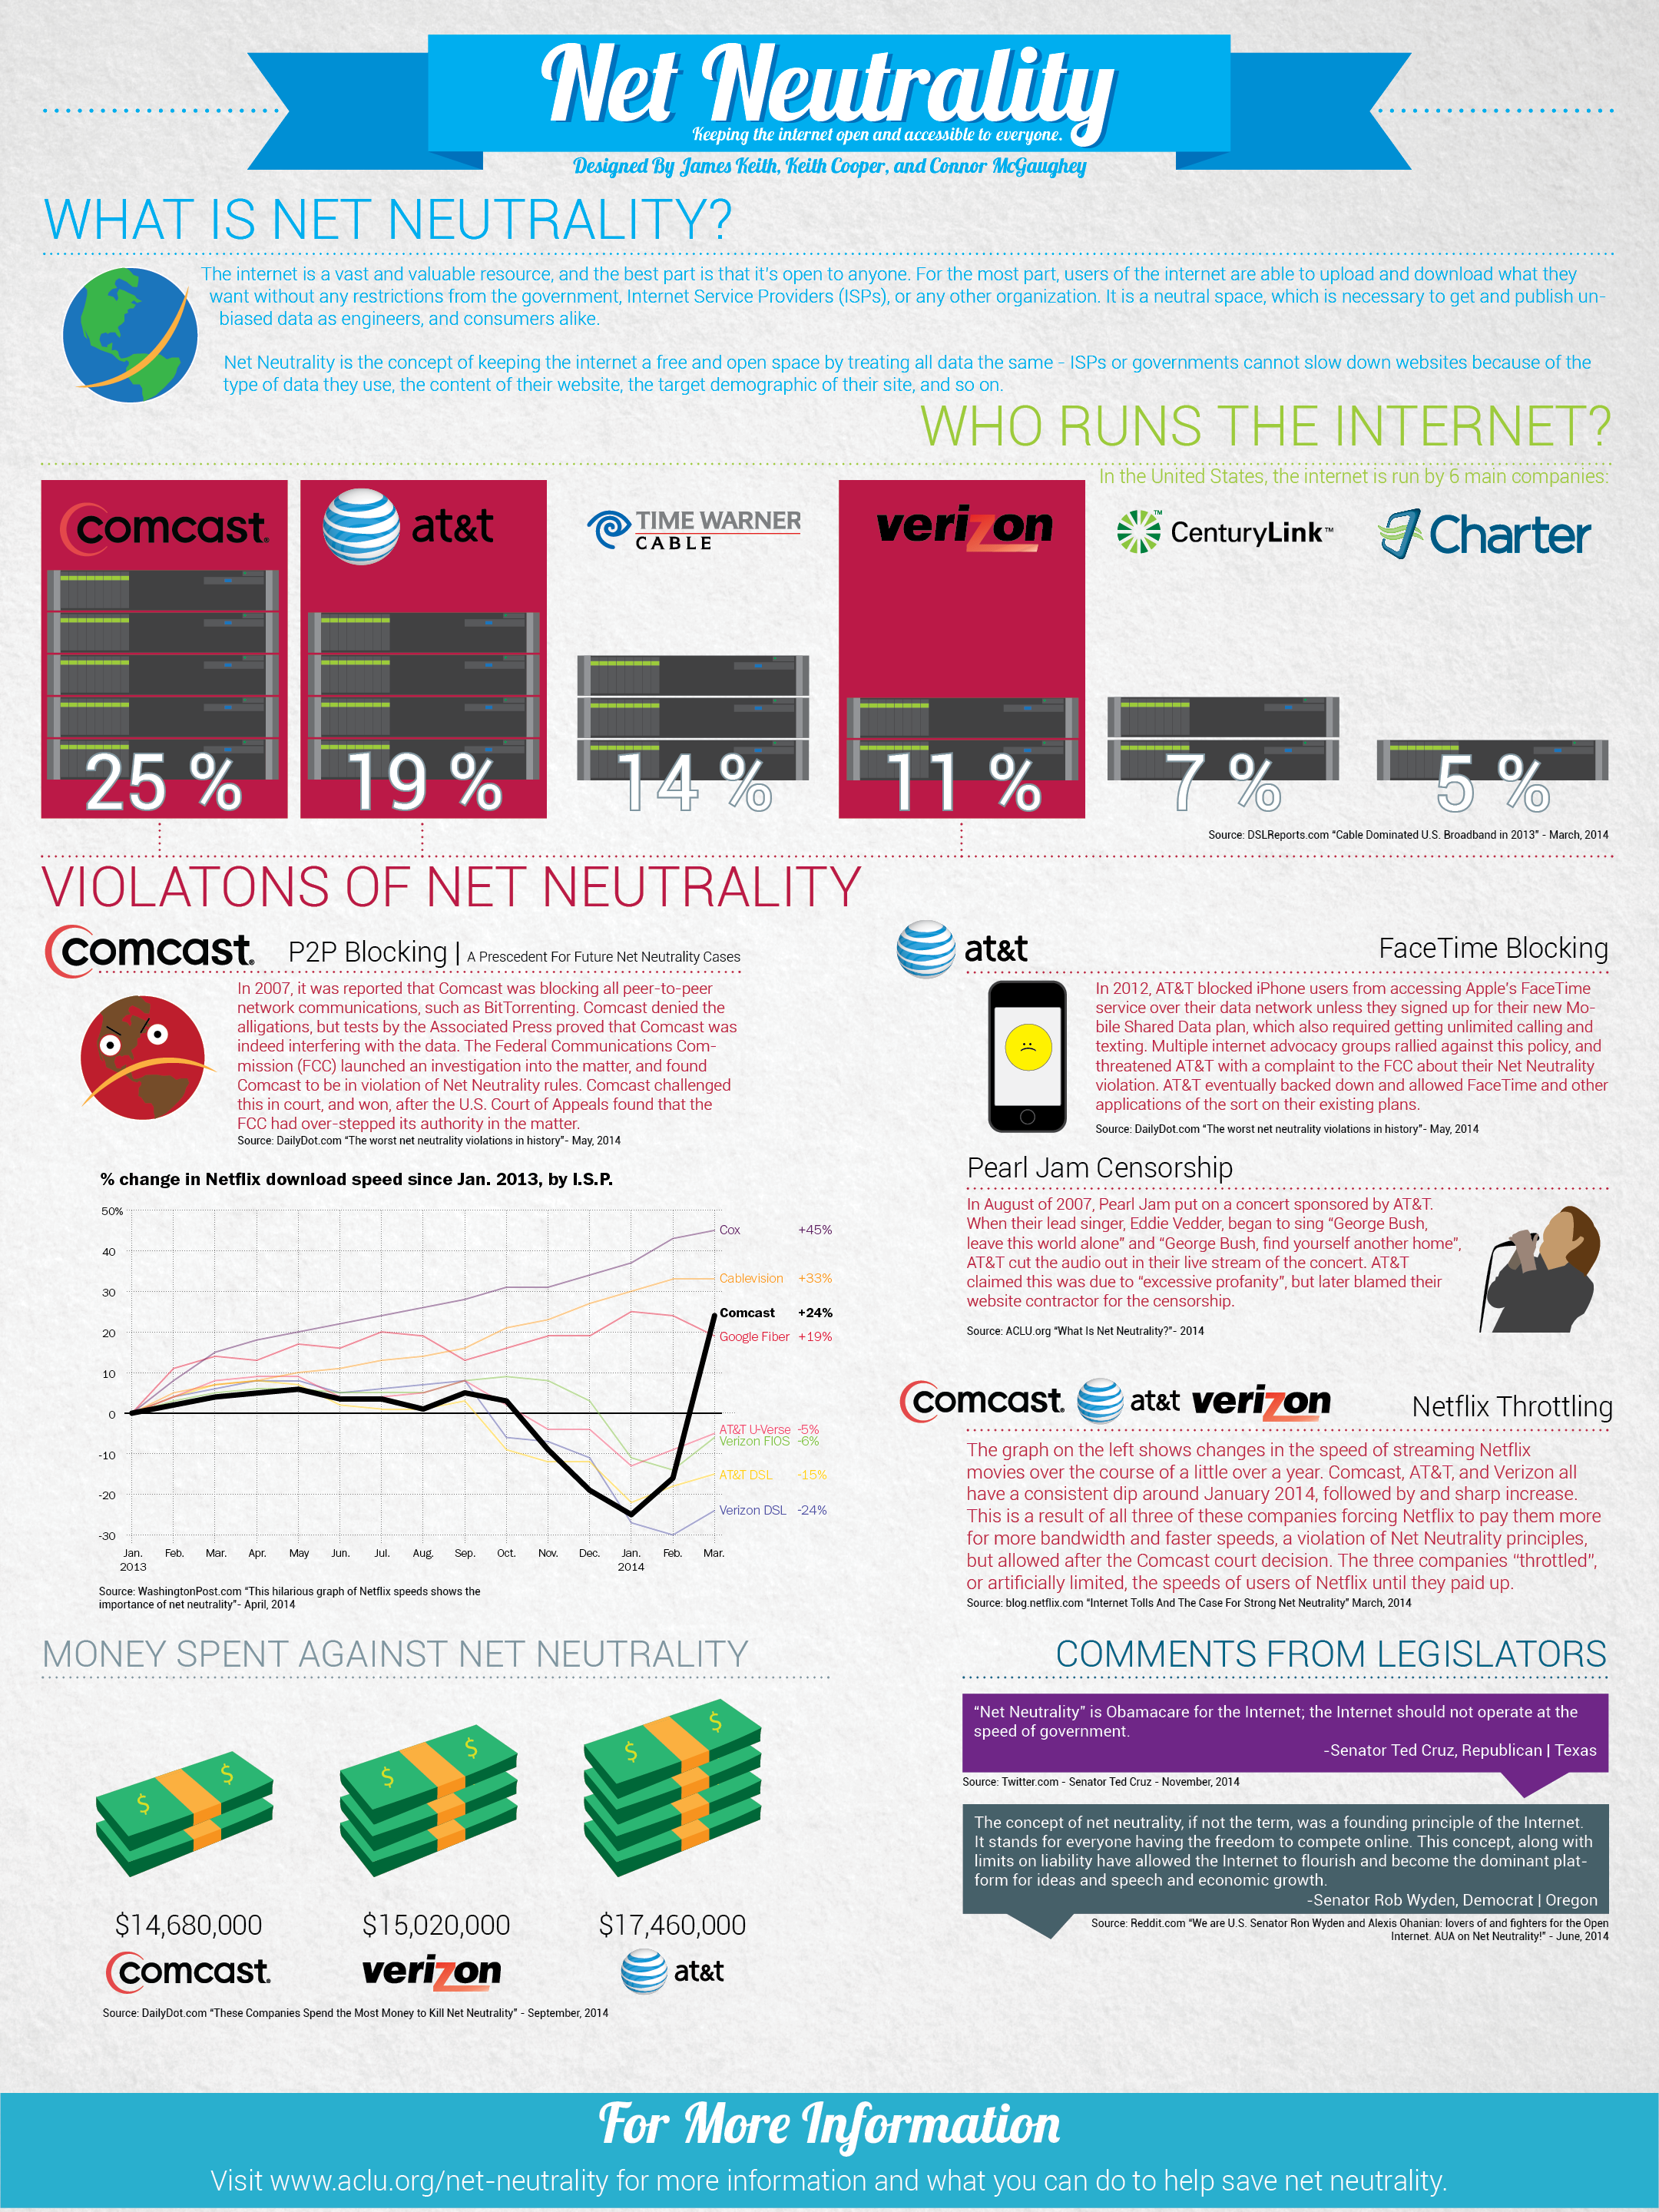 Net Neutrality
Keeping the internet open and accessible to everyone.
Designed By James Keith, Keith Cooper, and Connor McGaughey
WHAT IS NET NEUTRALITY?
The internet is a vast and valuable resource, and the best part is that it's open to anyone. For the most part, users of the internet are able to upload and download what they
want without any restrictions from the government, Internet Service Providers (ISPs), or any other organization. It is a neutral space, which is necessary to get and publish un-
biased data as engineers, and consumers alike.
Net Neutrality is the concept of keeping the internet a free and open space by treating all data the same - ISPs or governments cannot slow down websites because of the
type of data they use, the content of their website, the target demographic of their site, and so on.
WHO RUNS THE INTERNET?
In the United States, the internet is run by 6 main companies:
comcast.
at&t
TIME WARNER
CABLE
verizon
CenturyLink™
Charter
25 %
19 %
14 %
11 %
7 %
5 %
Source: DSLReports.com “Cable Dominated U.S. Broadband in 2013” - March, 2014
VIOLATONS OF NET NEUTRALITY
comcast. P2P Blocking | A Prescedent For Future Net Neutrality Cases
In 2007, it was reported that Comcast was blocking all peer-to-peer
network communications, such as BitTorrenting. Comcast denied the
alligations, but tests by the Associated Press proved that Comcast was
indeed interfering with the data. The Federal Communications Com-
mission (FCC) launched an investigation into the matter, and found
Comcast to be in violation of Net Neutrality rules. Comcast challenged
this in court, and won, after the U.S. Court of Appeals found that the
FCC had over-stepped its authority in the matter.
Source: DailyDot.com “The worst net neutrality violations in history”- May, 2014
at&t FaceTime Blocking
In 2012, AT&T blocked iPhone users from accessing Apple's FaceTime
service over their data network unless they signed up for their new Mo-
bile Shared Data plan, which also required getting unlimited calling and
texting. Multiple internet advocacy groups rallied against this policy, and
threatened AT&T with a complaint to the FCC about their Net Neutrality
violation. AT&T eventually backed down and allowed FaceTime and other
applications of the sort on their existing plans.
Source: DailyDot.com “The worst net neutrality violations in history”- May, 2014
Pearl Jam Censorship
In August of 2007, Pearl Jam put on a concert sponsored by AT&T.
When their lead singer, Eddie Vedder, began to sing “George Bush,
leave this world alone” and “George Bush, find yourself another home”,
AT&T cut the audio out in their live stream of the concert. AT&T
claimed this was due to “excessive profanity”, but later blamed their
website contractor for the censorship.
Source: ACLU.org “What Is Net Neutrality?”- 2014
% change in Netflix download speed since Jan. 2013, by I.S.P.
50%
40
30
20
10
0
-10
-20
-30
Cox +45%
Cablevision +33%
Comcast +24%
Google Fiber +19%
AT&T U-Verse -5%
Verizon FIOS -6%
AT&T DSL -15%
Verizon DSL -24%
Jan. Feb. Mar. Apr. May Jun. Jul. Aug. Sep. Oct. Nov. Dec. Jan. Feb. Mar.
2013 2014
Source: WashingtonPost.com “This hilarious graph of Netflix speeds shows the
importance of net neutrality”- April, 2014
comcast. at&t verizon Netflix Throttling
The graph on the left shows changes in the speed of streaming Netflix
movies over the course of a little over a year. Comcast, AT&T, and Verizon all
have a consistent dip around January 2014, followed by and sharp increase.
This is a result of all three of these companies forcing Netflix to pay them more
for more bandwidth and faster speeds, a violation of Net Neutrality principles,
but allowed after the Comcast court decision. The three companies “throttled”,
or artificially limited, the speeds of users of Netflix until they paid up.
Source: blog.netflix.com “Internet Tolls And The Case For Strong Net Neutrality” March, 2014
MONEY SPENT AGAINST NET NEUTRALITY
$ $
$ $
$ $
$14,680,000
$15,020,000
$17,460,000
comcast.
verizon
at&t
Source: DailyDot.com “These Companies Spend the Most Money to Kill Net Neutrality” - September, 2014
COMMENTS FROM LEGISLATORS
“Net Neutrality” is Obamacare for the Internet; the Internet should not operate at the
speed of government.
-Senator Ted Cruz, Republican | Texas
Source: Twitter.com - Senator Ted Cruz - November, 2014
The concept of net neutrality, if not the term, was a founding principle of the Internet.
It stands for everyone having the freedom to compete online. This concept, along with
limits on liability have allowed the Internet to flourish and become the dominant plat-
form for ideas and speech and economic growth.
-Senator Rob Wyden, Democrat | Oregon
Source: Reddit.com “We are U.S. Senator Ron Wyden and Alexis Ohanian: lovers of and fighters for the Open
Internet. AUA on Net Neutrality!” - June, 2014
For More Information
Visit www.aclu.org/net-neutrality for more information and what you can do to help save net neutrality.